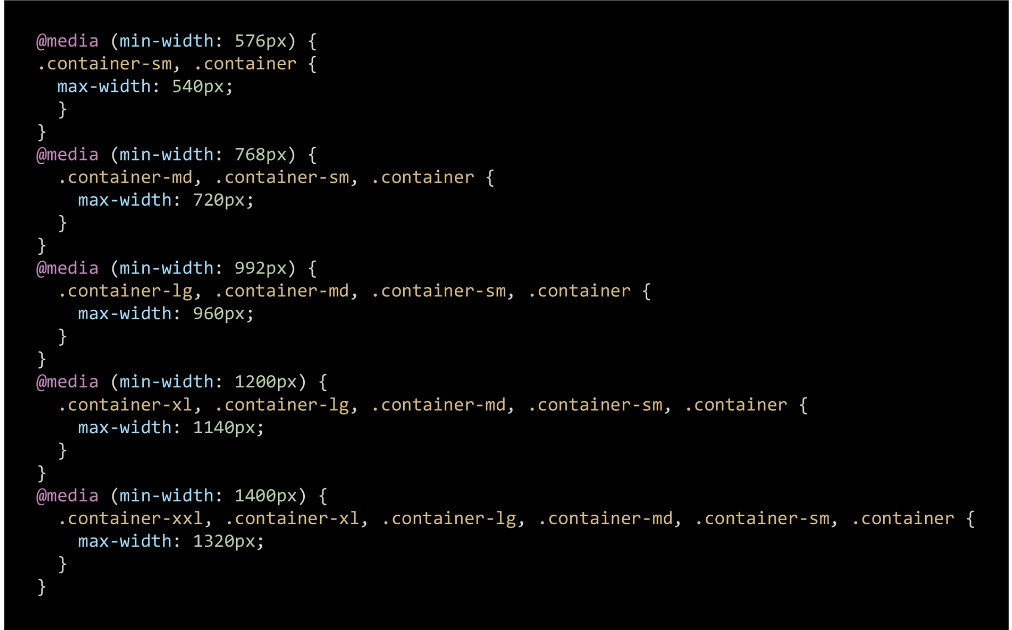 @media (min-width: 576px) {
.container-sm, .container {
  max-width: 540px;
  }
}
@media (min-width: 768px) {
  .container-md, .container-sm, .container {
    max-width: 720px;
  }
}
@media (min-width: 992px) {
  .container-lg, .container-md, .container-sm, .container {
    max-width: 960px;
  }
}
@media (min-width: 1200px) {
  .container-xl, .container-lg, .container-md, .container-sm, .container {
    max-width: 1140px;
  }
}
@media (min-width: 1400px) {
  .container-xxl, .container-xl, .container-lg, .container-md, .container-sm, .container {
    max-width: 1320px;
  }
}